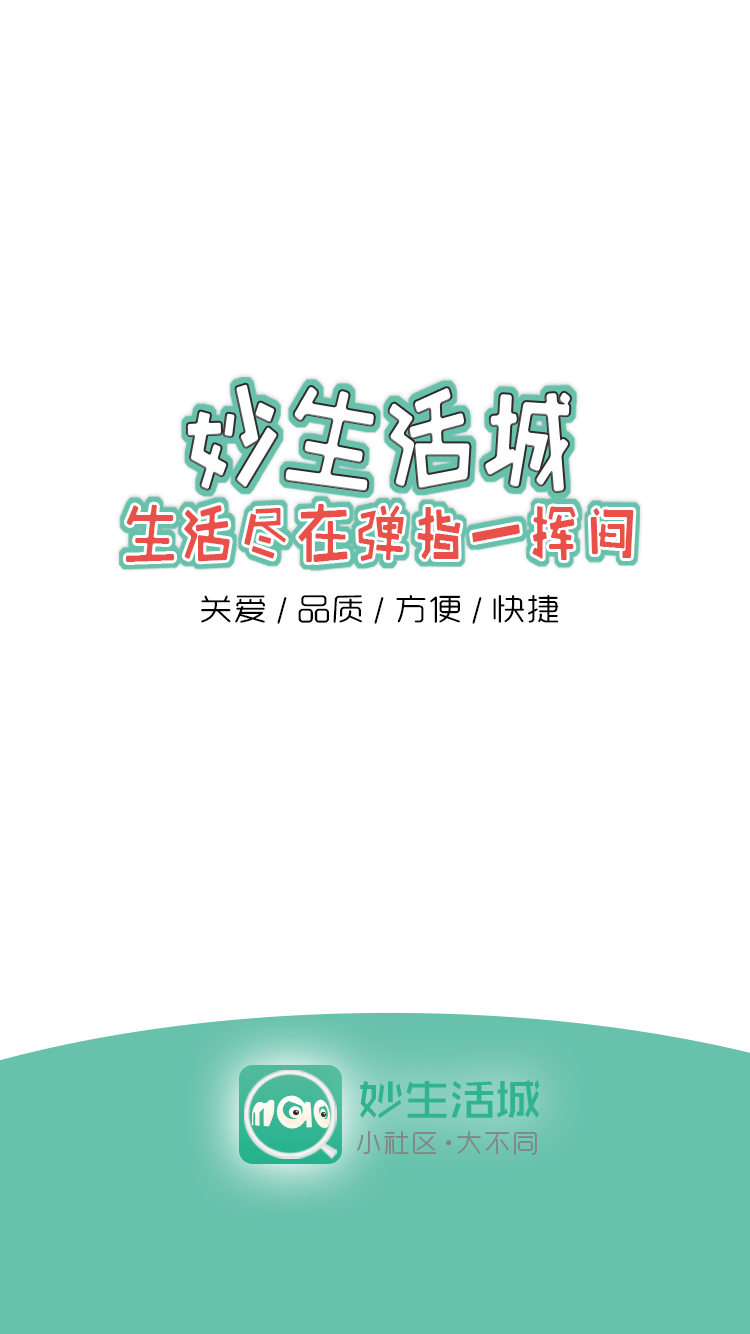 妙生活城
生活尽在弹指一挥间
关爱 / 品质 / 方便 / 快捷
miao
妙生活城
小社区·大不同